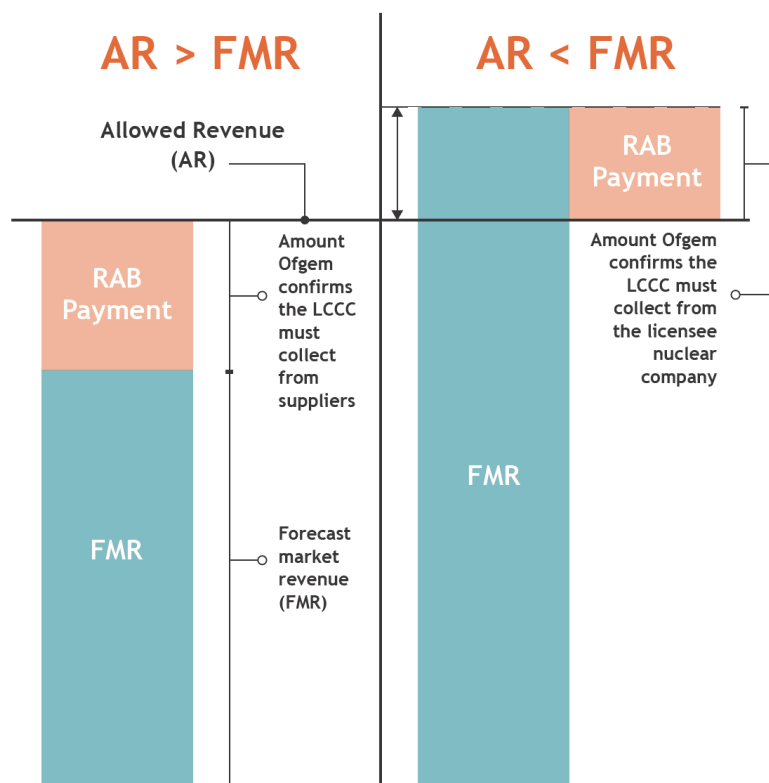 AR > FMR
AR < FMR
Allowed Revenue
(AR)
RAB
Payment
Amount
Ofgem
confirms
the LCCC
must
collect
from
suppliers
FMR
Forecast
market
revenue
(FMR)
RAB
Payment
Amount Ofgem
confirms the
LCCC must
collect from
the licensee
nuclear
company
FMR